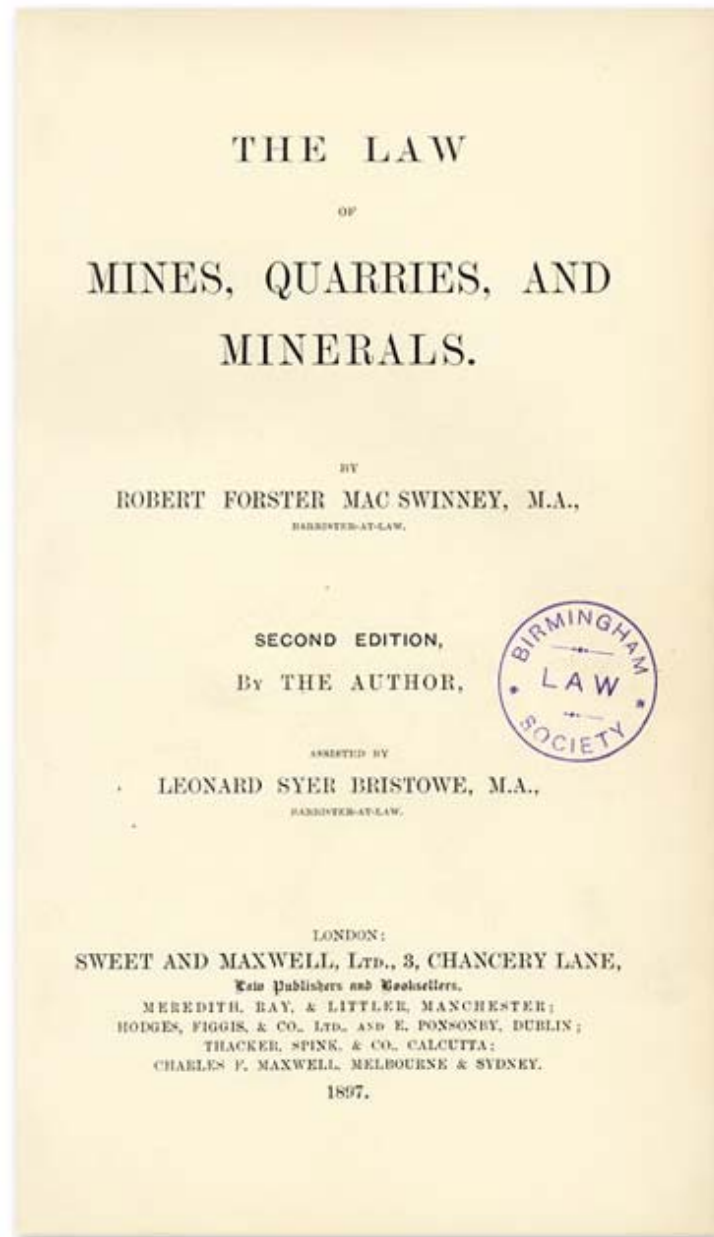 THE LAW
OF
MINES, QUARRIES, AND
MINERALS.
BY
ROBERT FORSTER MAC SWINNEY, M.A.,
BARRISTER-AT-LAW.
SECOND EDITION,
BY THE AUTHOR,
BIRMINGHAM
LAW
SOCIETY
ASSISTED BY
LEONARD SYER BRISTOWE, M.A.,
BARRISTER-AT-LAW.
LONDON:
SWEET AND MAXWELL, LTD., 3, CHANCERY LANE,
Law Publishers and Booksellers.
MEREDITH, RAY, & LITTLER, MANCHESTER;
HODGES, FIGGIS, & CO., LTD., AND E. PONSONBY, DUBLIN;
THACKER, SPINK, & CO., CALCUTTA;
CHARLES F. MAXWELL, MELBOURNE & SYDNEY.
1897.